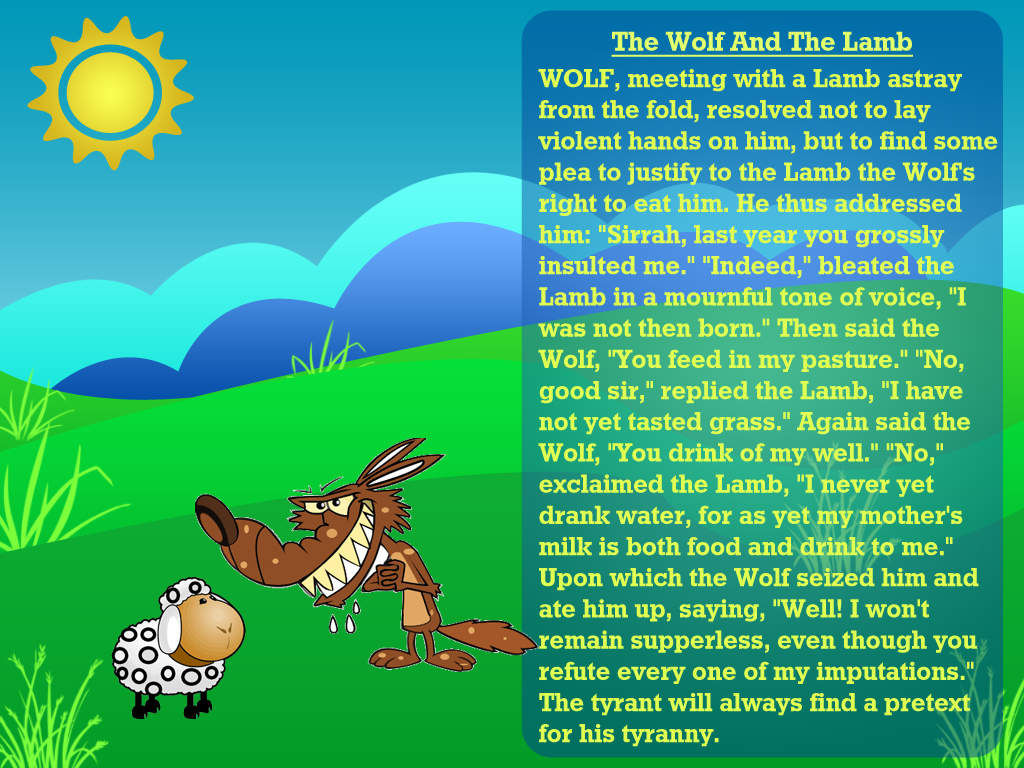 The Wolf And The Lamb
WOLF, meeting with a Lamb astray
from the fold, resolved not to lay
violent hands on him, but to find some
plea to justify to the Lamb the Wolf's
right to eat him. He thus addressed
him: "Sirrah, last year you grossly
insulted me." "Indeed," bleated the
Lamb in a mournful tone of voice, "I
was not then born." Then said the
Wolf, "You feed in my pasture." "No,
good sir," replied the Lamb, "I have
not yet tasted grass." Again said the
Wolf, "You drink of my well." "No,"
exclaimed the Lamb, "I never yet
drank water, for as yet my mother's
milk is both food and drink to me."
Upon which the Wolf seized him and
ate him up, saying, "Well! I won't
remain supperless, even though you
refute every one of my imputations."
The tyrant will always find a pretext
for his tyranny.